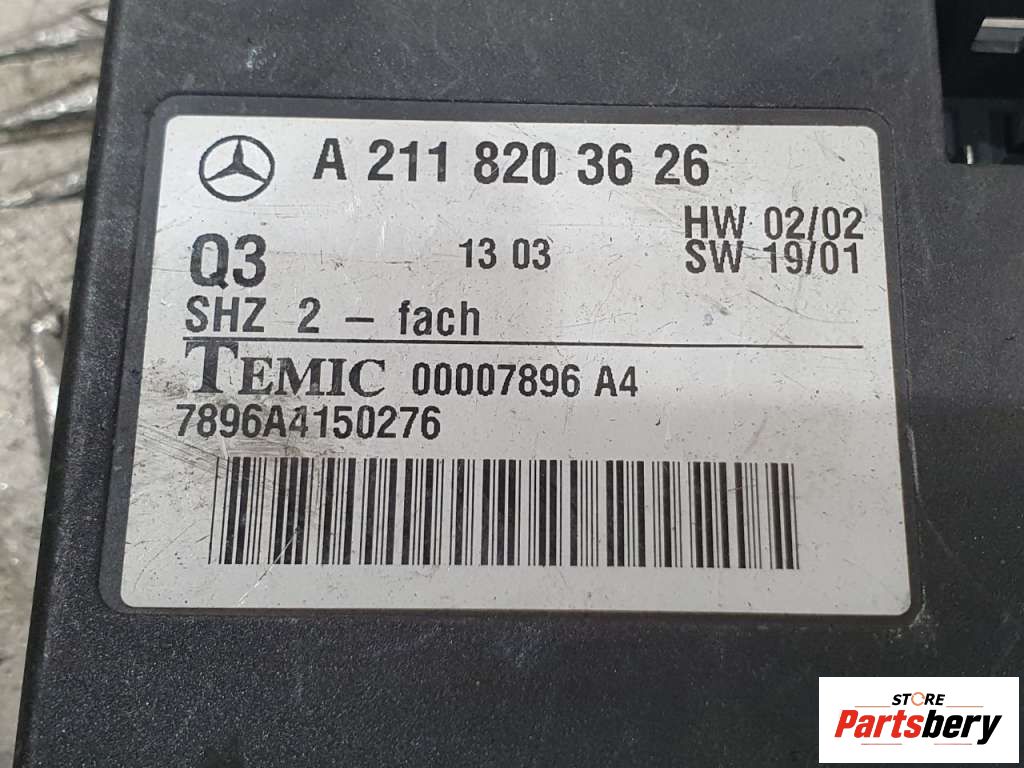 A 211 820 36 26
HW 02/02
Q3 13 03 SW 19/01
SHZ 2 - fach
TEMIC 00007896 A4
7896A4150276
STORE
Partsbery